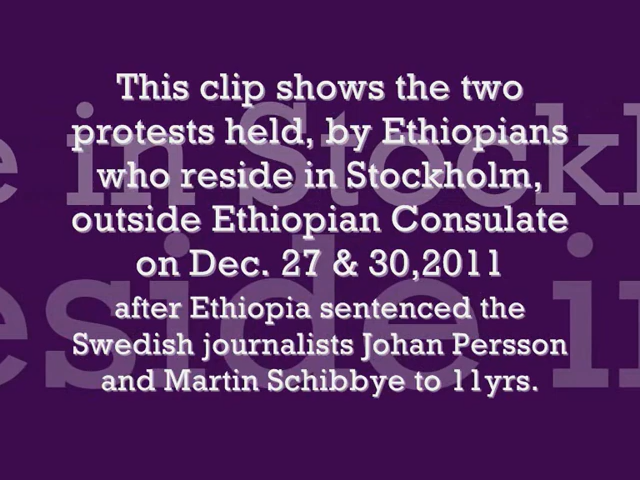 This clip shows the two
protests held, by Ethiopians
who reside in Stockholm,
outside Ethiopian Consulate
on Dec. 27 & 30,2011
after Ethiopia sentenced the
Swedish journalists Johan Persson
and Martin Schibbye to 11yrs.